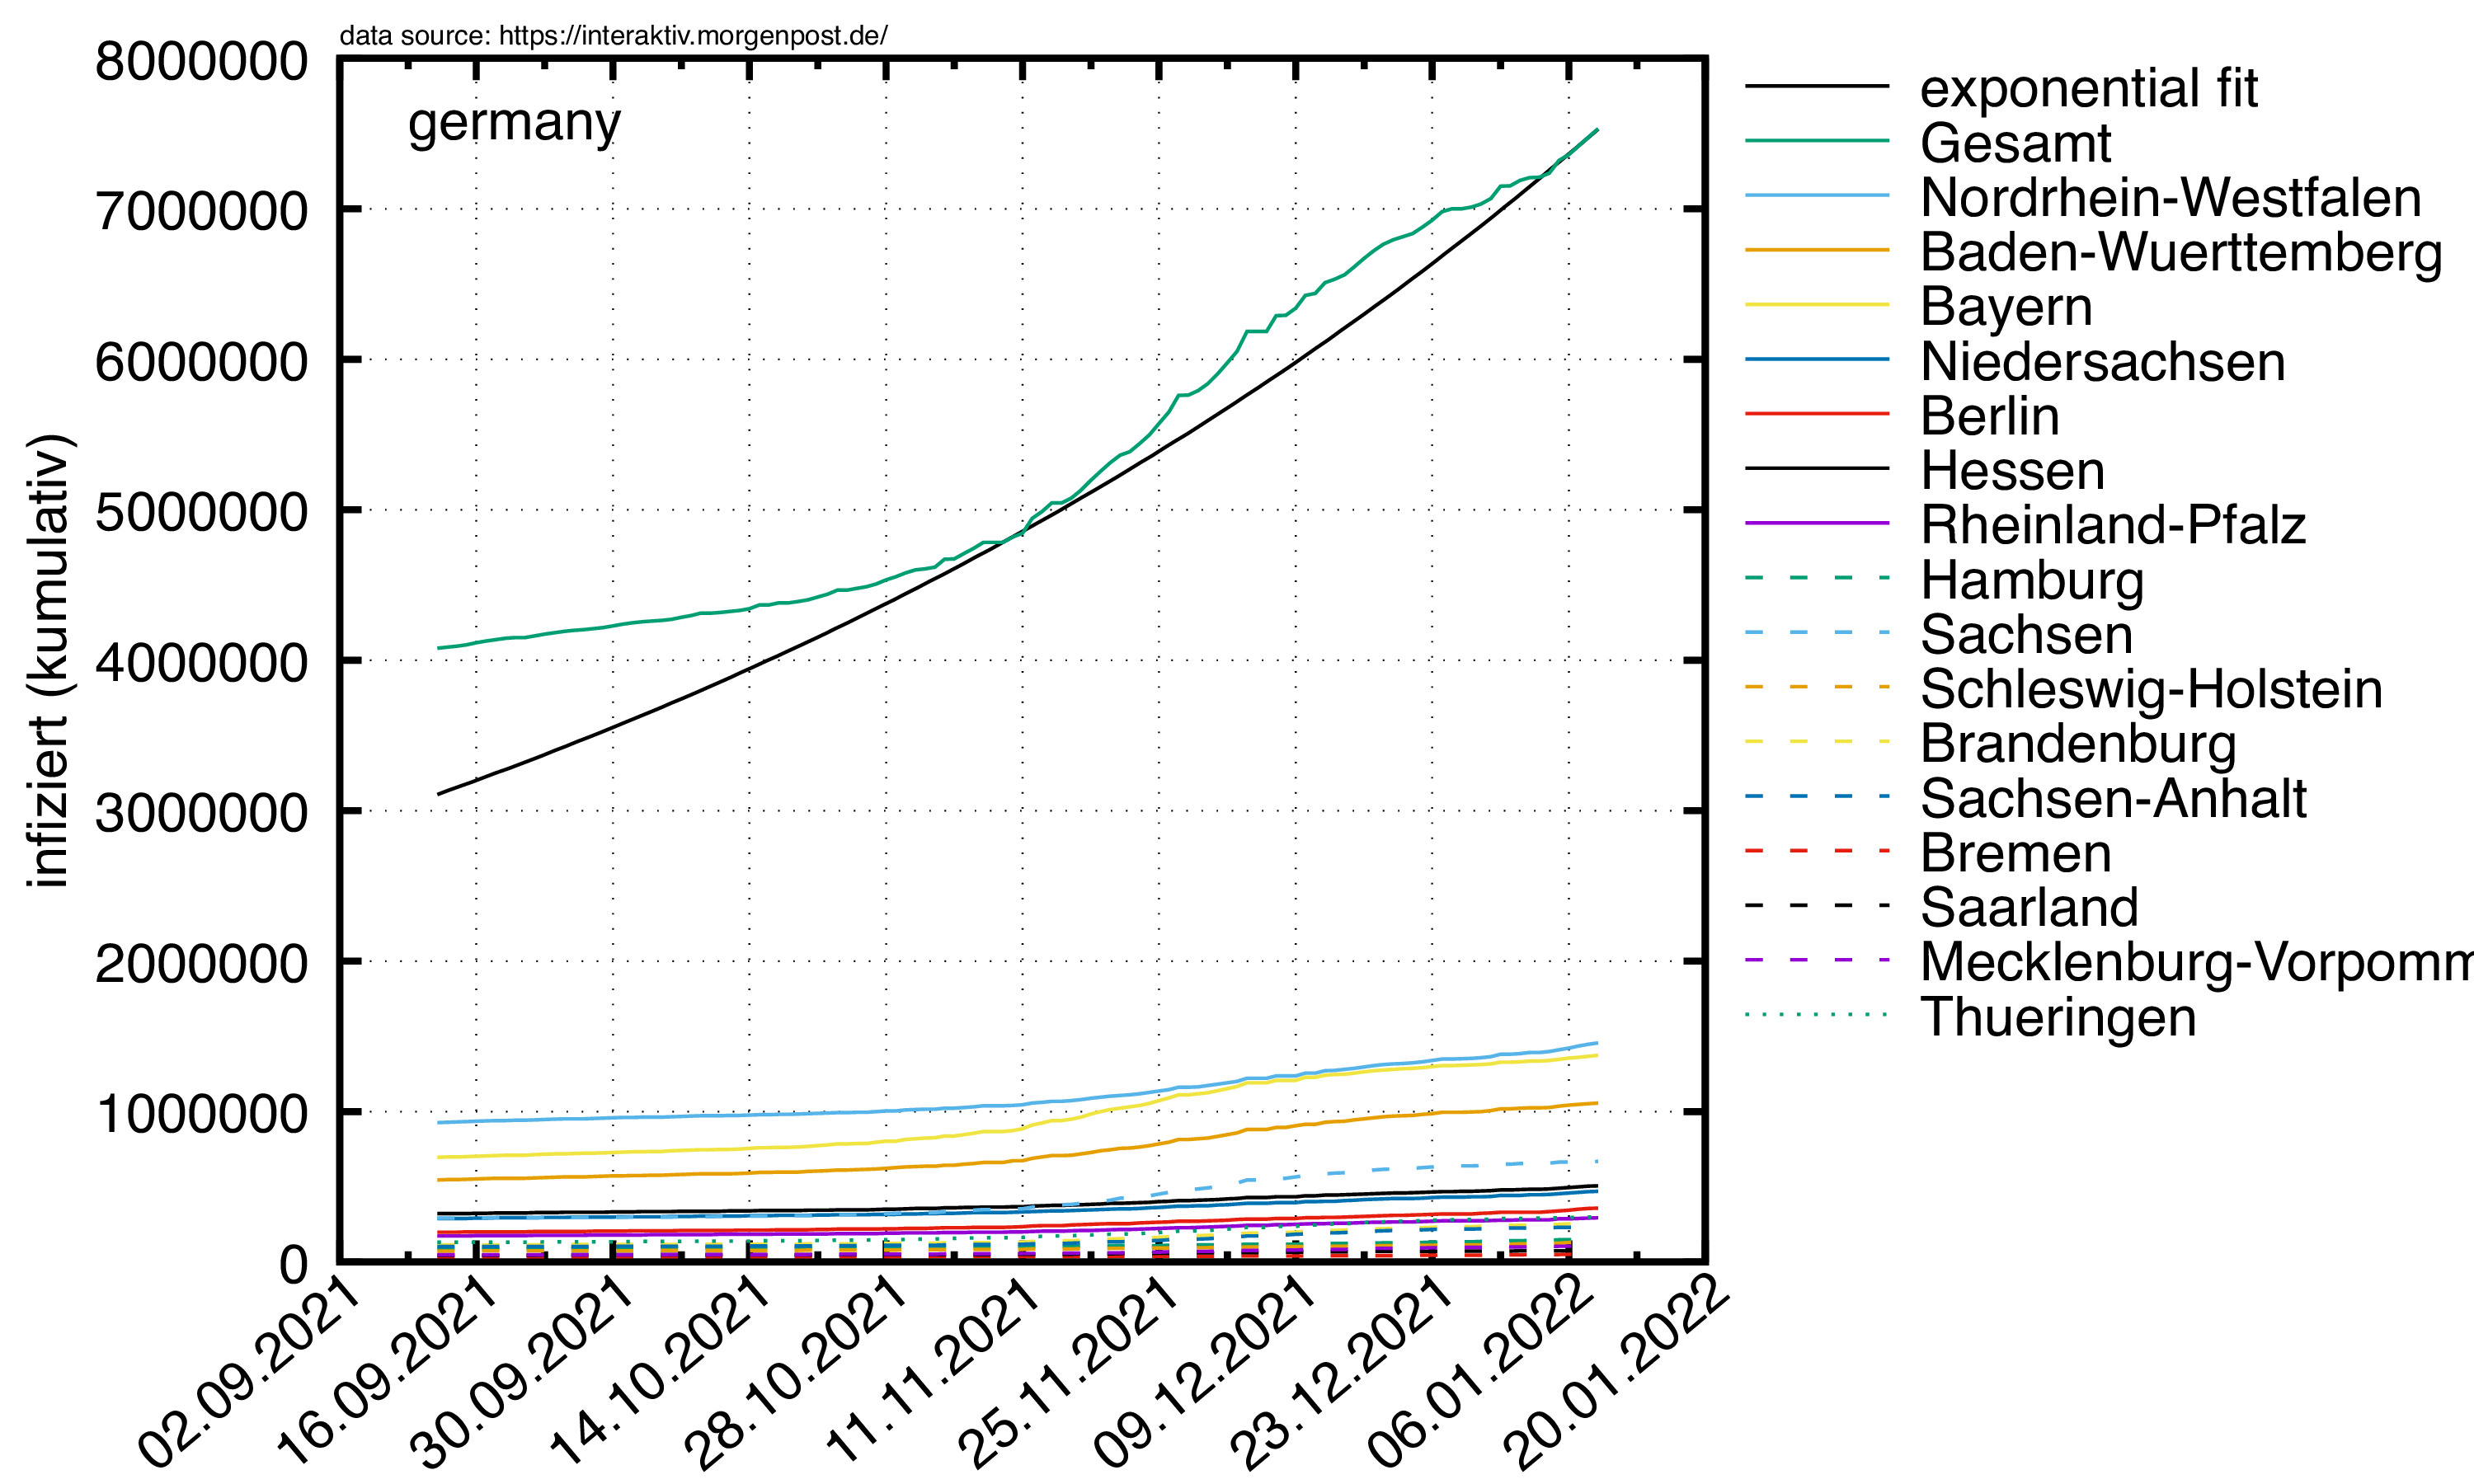 data source: https://interaktiv.morgenpost.de/
germany
infiziert (kumulativ)
8000000
7000000
6000000
5000000
4000000
3000000
2000000
1000000
0
02.09.2021
16.09.2021
30.09.2021
14.10.2021
28.10.2021
11.11.2021
25.11.2021
09.12.2021
23.12.2021
06.01.2022
20.01.2022
exponential fit
Gesamt
Nordrhein-Westfalen
Baden-Wuerttemberg
Bayern
Niedersachsen
Berlin
Hessen
Rheinland-Pfalz
Hamburg
Sachsen
Schleswig-Holstein
Brandenburg
Sachsen-Anhalt
Bremen
Saarland
Mecklenburg-Vorpomm
Thueringen